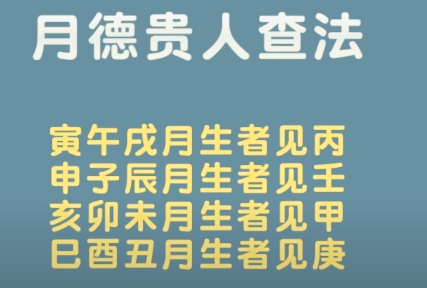 月德贵人查法
寅午戌月生者见丙
申子辰月生者见壬
亥卯未月生者见甲
巳酉丑月生者见庚